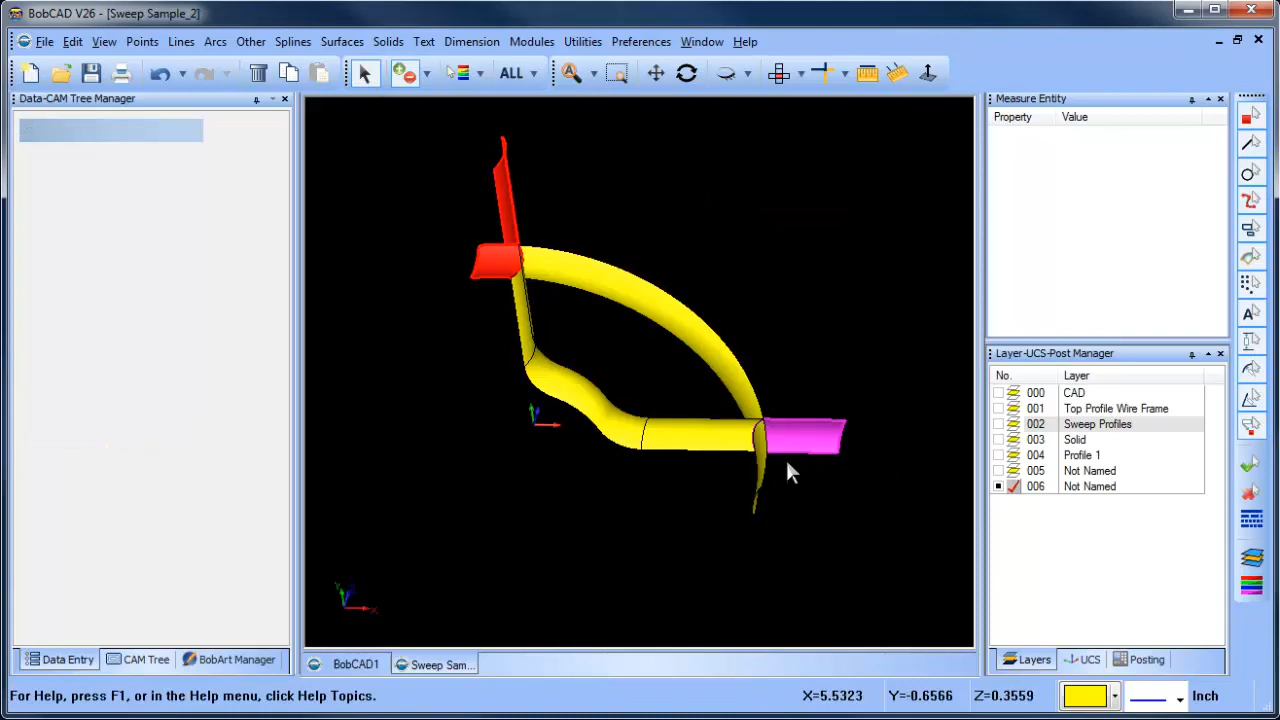 BobCAD V26 - [Sweep Sample_2]
File Edit View Points Lines Arcs Other Splines Surfaces Solids Text Dimension Modules Utilities Preferences Window Help
ALL
Data-CAM Tree Manager
Measure Entity
Property Value
Layer-UCS-Post Manager
No. Layer
000 CAD
001 Top Profile Wire Frame
002 Sweep Profiles
003 Solid
004 Profile 1
005 Not Named
006 Not Named
Data Entry CAM Tree BobArt Manager
BobCAD1 Sweep Sam...
Layers UCS Posting
For Help, press F1, or in the Help menu, click Help Topics.
X=5.5323 Y=-0.6566 Z=0.3559 Inch